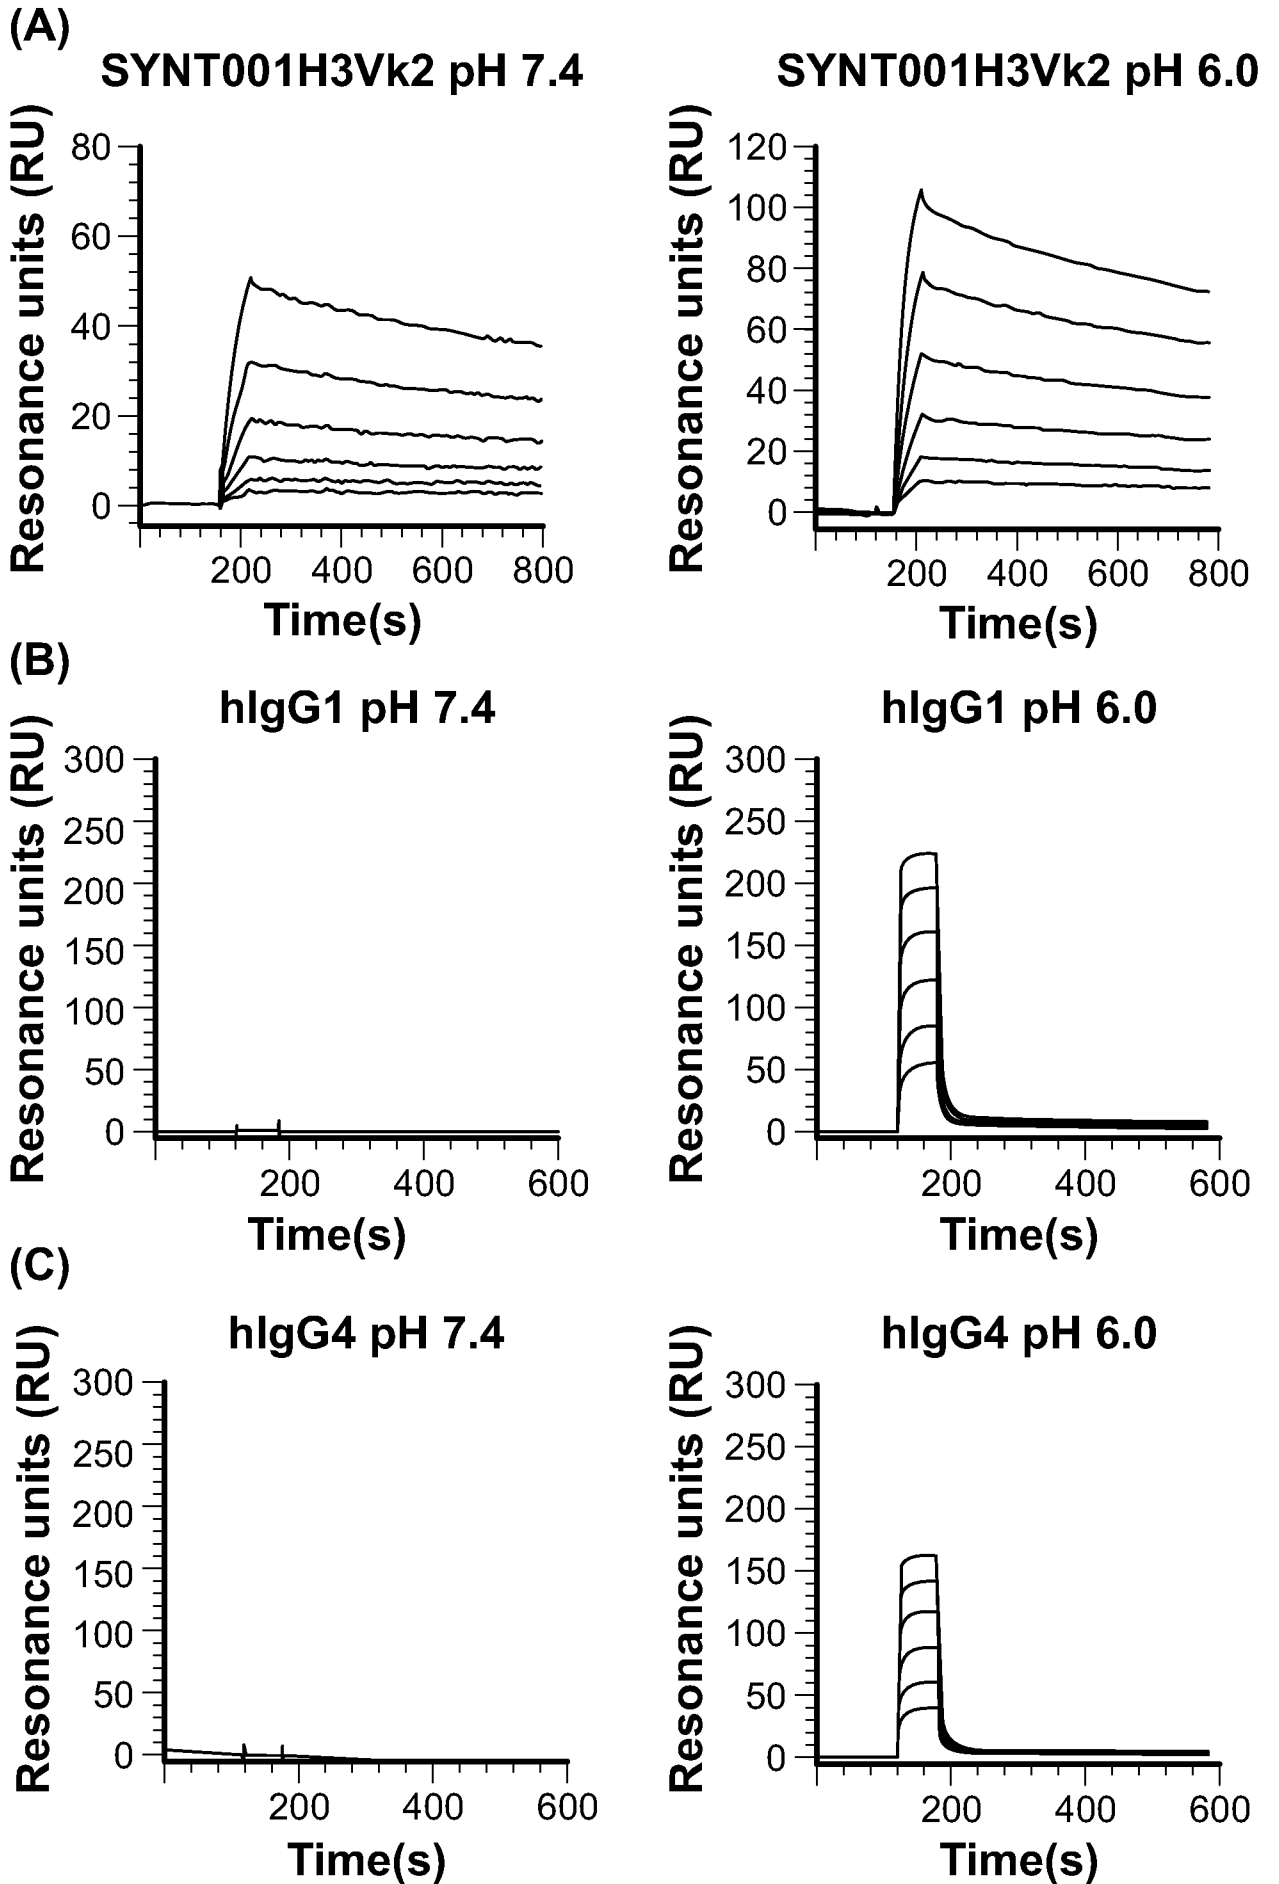 (A)
SYNT001H3Vk2 pH 7.4
Resonance units (RU)
80
60
40
20
0
200 400 600 800
Time(s)
SYNT001H3Vk2 pH 6.0
Resonance units (RU)
120
100
80
60
40
20
0
200 400 600 800
Time(s)
(B)
hIgG1 pH 7.4
Resonance units (RU)
300
250
200
150
100
50
0
200 400 600
Time(s)
hIgG1 pH 6.0
Resonance units (RU)
300
250
200
150
100
50
0
200 400 600
Time(s)
(C)
hIgG4 pH 7.4
Resonance units (RU)
300
250
200
150
100
50
0
200 400 600
Time(s)
hIgG4 pH 6.0
Resonance units (RU)
300
250
200
150
100
50
0
200 400 600
Time(s)